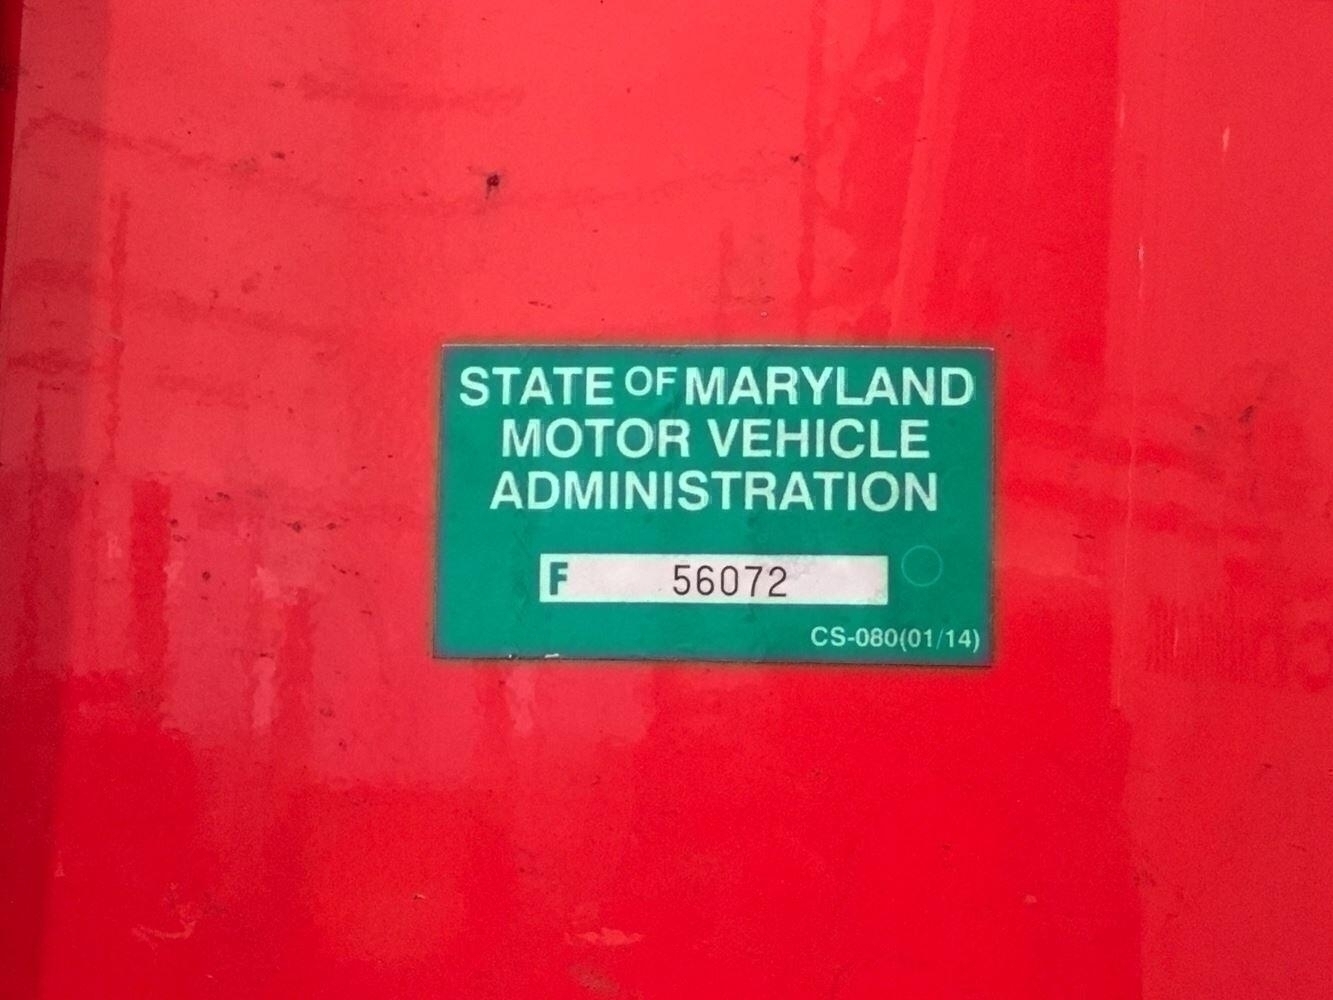 STATE OF MARYLAND
MOTOR VEHICLE
ADMINISTRATION
F 56072
CS-080(01/14)